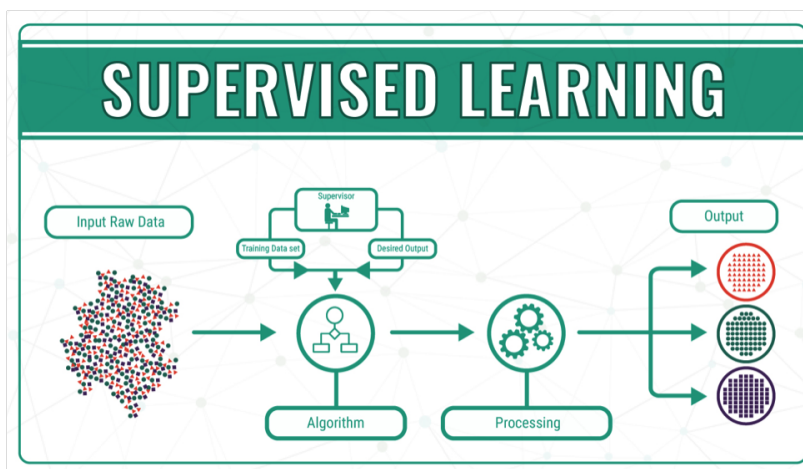 SUPERVISED LEARNING
Input Raw Data
Supervisor
Training Data set
Desired Output
Algorithm
Processing
Output